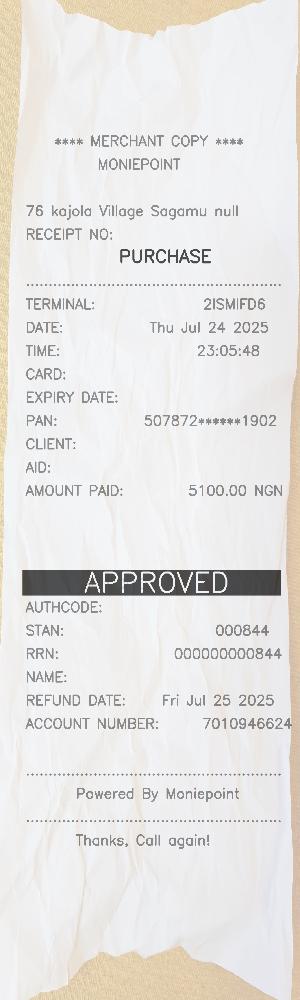 **** MERCHANT COPY ****
MONIEPOINT
76 kajola Village Sagamu null
RECEIPT NO:
PURCHASE
TERMINAL: 2ISMIFD6
DATE: Thu Jul 24 2025
TIME: 23:05:48
CARD:
EXPIRY DATE:
PAN: 507872******1902
CLIENT:
AID:
AMOUNT PAID: 5100.00 NGN
APPROVED
AUTHCODE:
STAN: 000844
RRN: 000000000844
NAME:
REFUND DATE: Fri Jul 25 2025
ACCOUNT NUMBER: 7010946624
Powered By Moniepoint
Thanks, Call again!